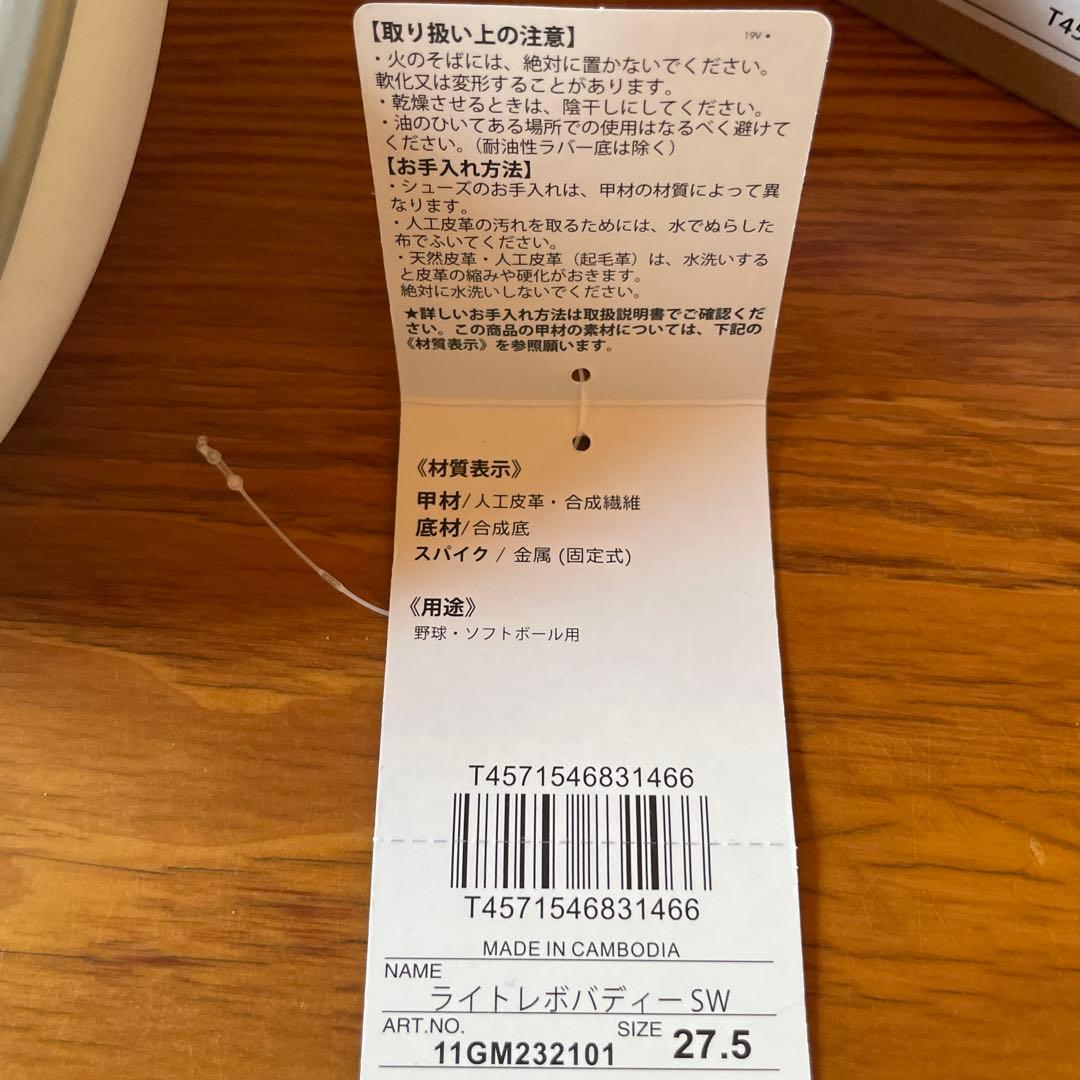 【取り扱い上の注意】
19V
・火のそばには、絶対に置かないでください。
軟化又は変形することがあります。
・乾燥させるときは、陰干しにしてください。
・油のひいてある場所での使用はなるべく避けて
ください。（耐油性ラバー底は除く）
【お手入れ方法】
・シューズのお手入れは、甲材の材質によって異
なります。
・人工皮革の汚れを取るためには、水でぬらした
布でふいてください。
・天然皮革・人工皮革（起毛革）は、水洗いする
と皮革の縮みや硬化がおきます。
絶対に水洗いしないでください。
★詳しいお手入れ方法は取扱説明書でご確認くだ
さい。この商品の甲材の素材については、下記の
《材質表示》を参照願います。
《材質表示》
甲材/人工皮革・合成繊維
底材/合成底
スパイク / 金属 (固定式)
《用途》
野球・ソフトボール用
T4571546831466
T4571546831466
MADE IN CAMBODIA
NAME
ライトレボバディー SW
ART.NO.
11GM232101
SIZE
27.5
T45